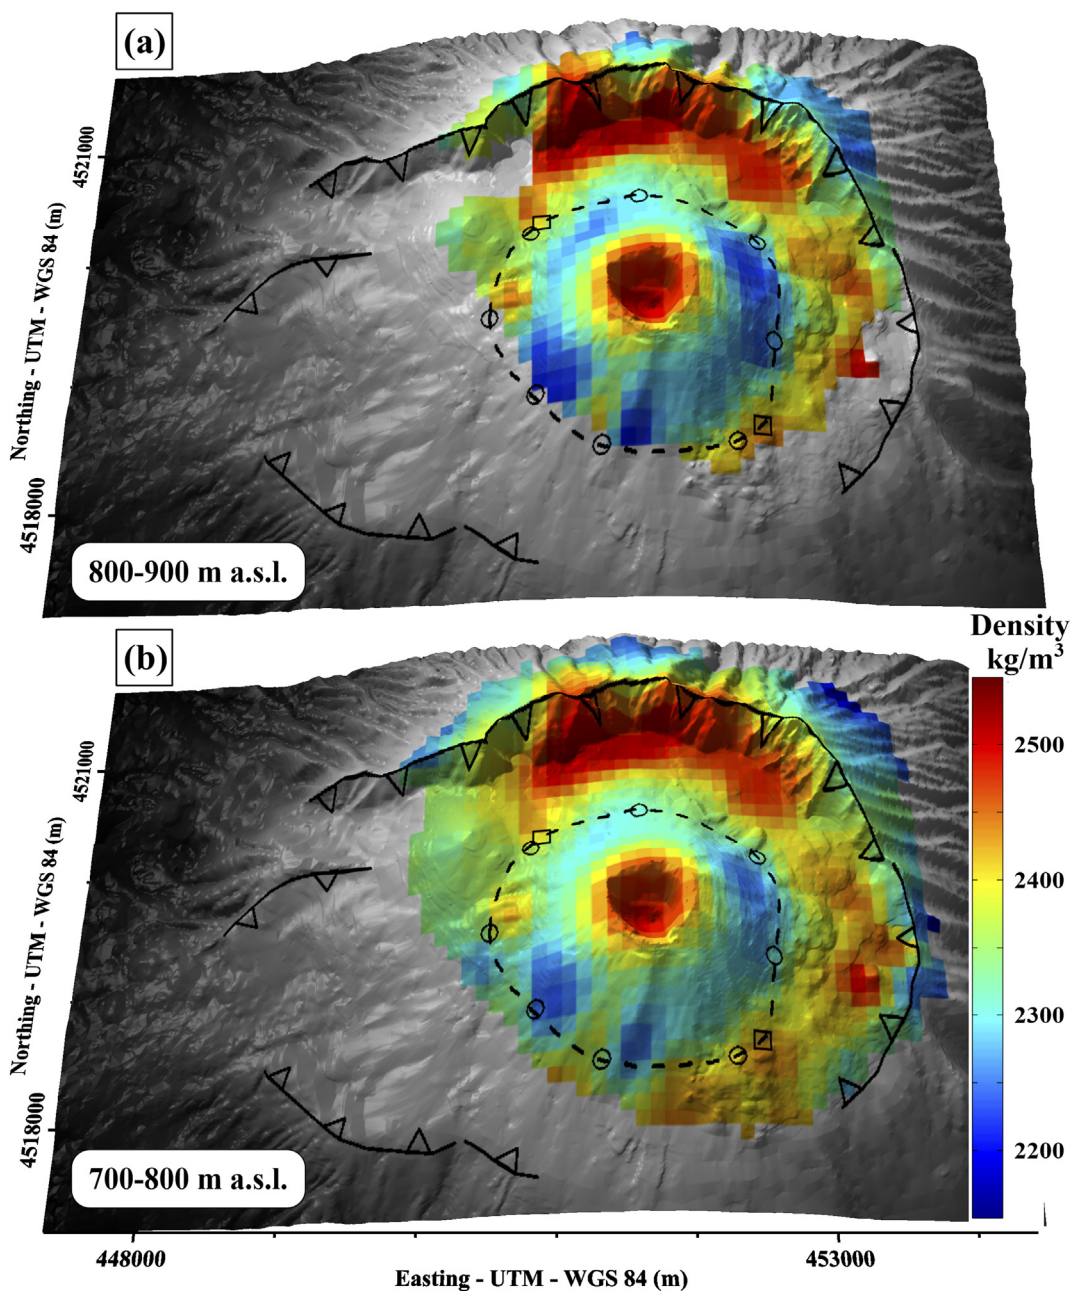 (a)
4521000
Northing - UTM - WGS 84 (m)
4518000
800-900 m a.s.l.
(b)
Density
kg/m³
2500
2400
2300
2200
4521000
Northing - UTM - WGS 84 (m)
4518000
700-800 m a.s.l.
448000
453000
Easting - UTM - WGS 84 (m)